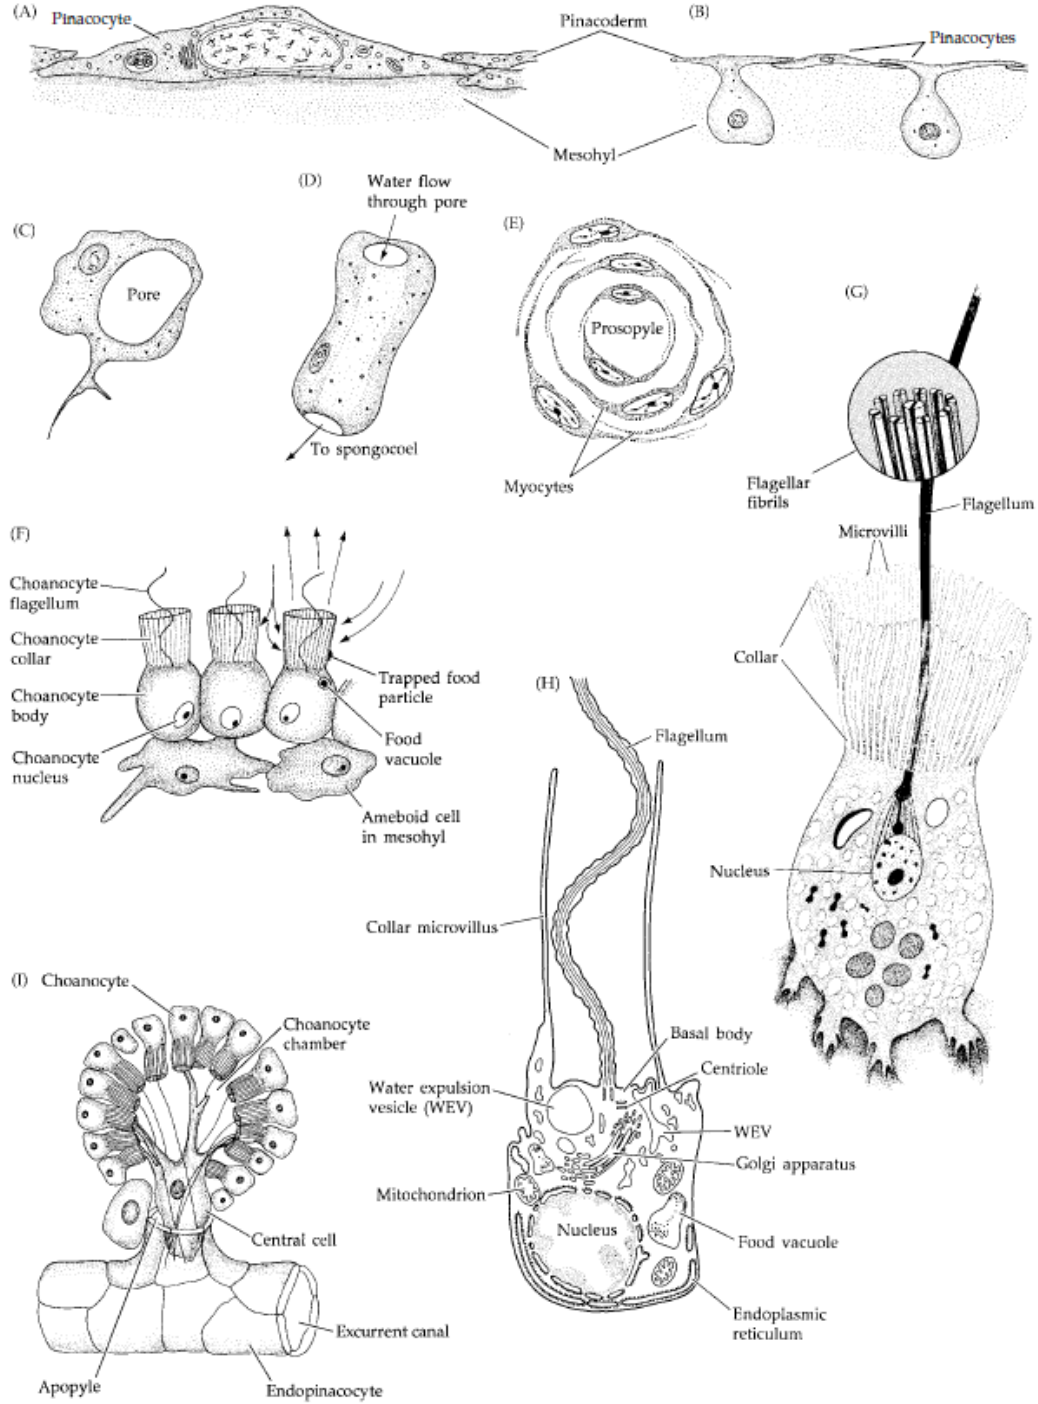 (A)
Pinacocyte
Pinacoderm
(B)
Pinacocytes
Mesohyl
(C)
Pore
(D)
Water flow
through pore
To spongocoel
(E)
Prosopyle
Myocytes
(F)
Choanocyte
flagellum
Choanocyte
collar
Choanocyte
body
Choanocyte
nucleus
Trapped food
particle
Food
vacuole
Ameboid cell
in mesohyl
(G)
Flagellar
fibrils
Flagellum
Microvilli
Collar
Nucleus
(H)
Flagellum
Collar microvillus
Basal body
Centriole
Water expulsion
vesicle (WEV)
WEV
Golgi apparatus
Mitochondrion
Nucleus
Food vacuole
Endoplasmic
reticulum
(I)
Choanocyte
Choanocyte
chamber
Central cell
Excurrent canal
Apopyle
Endopinacocyte